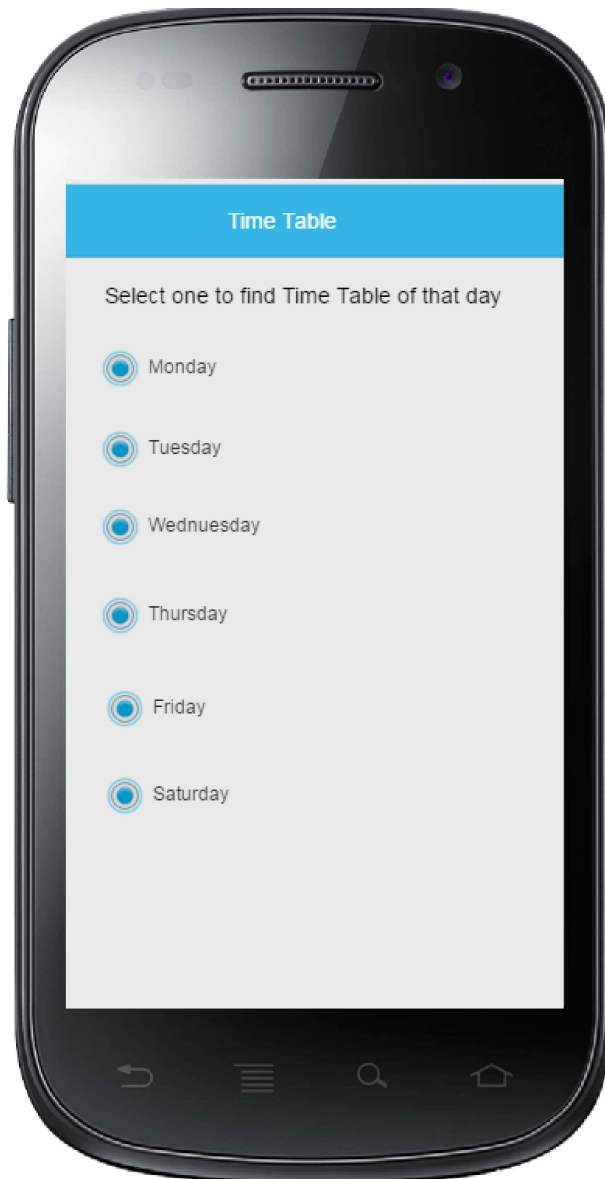 Time Table
Select one to find Time Table of that day
Monday
Tuesday
Wednuesday
Thursday
Friday
Saturday